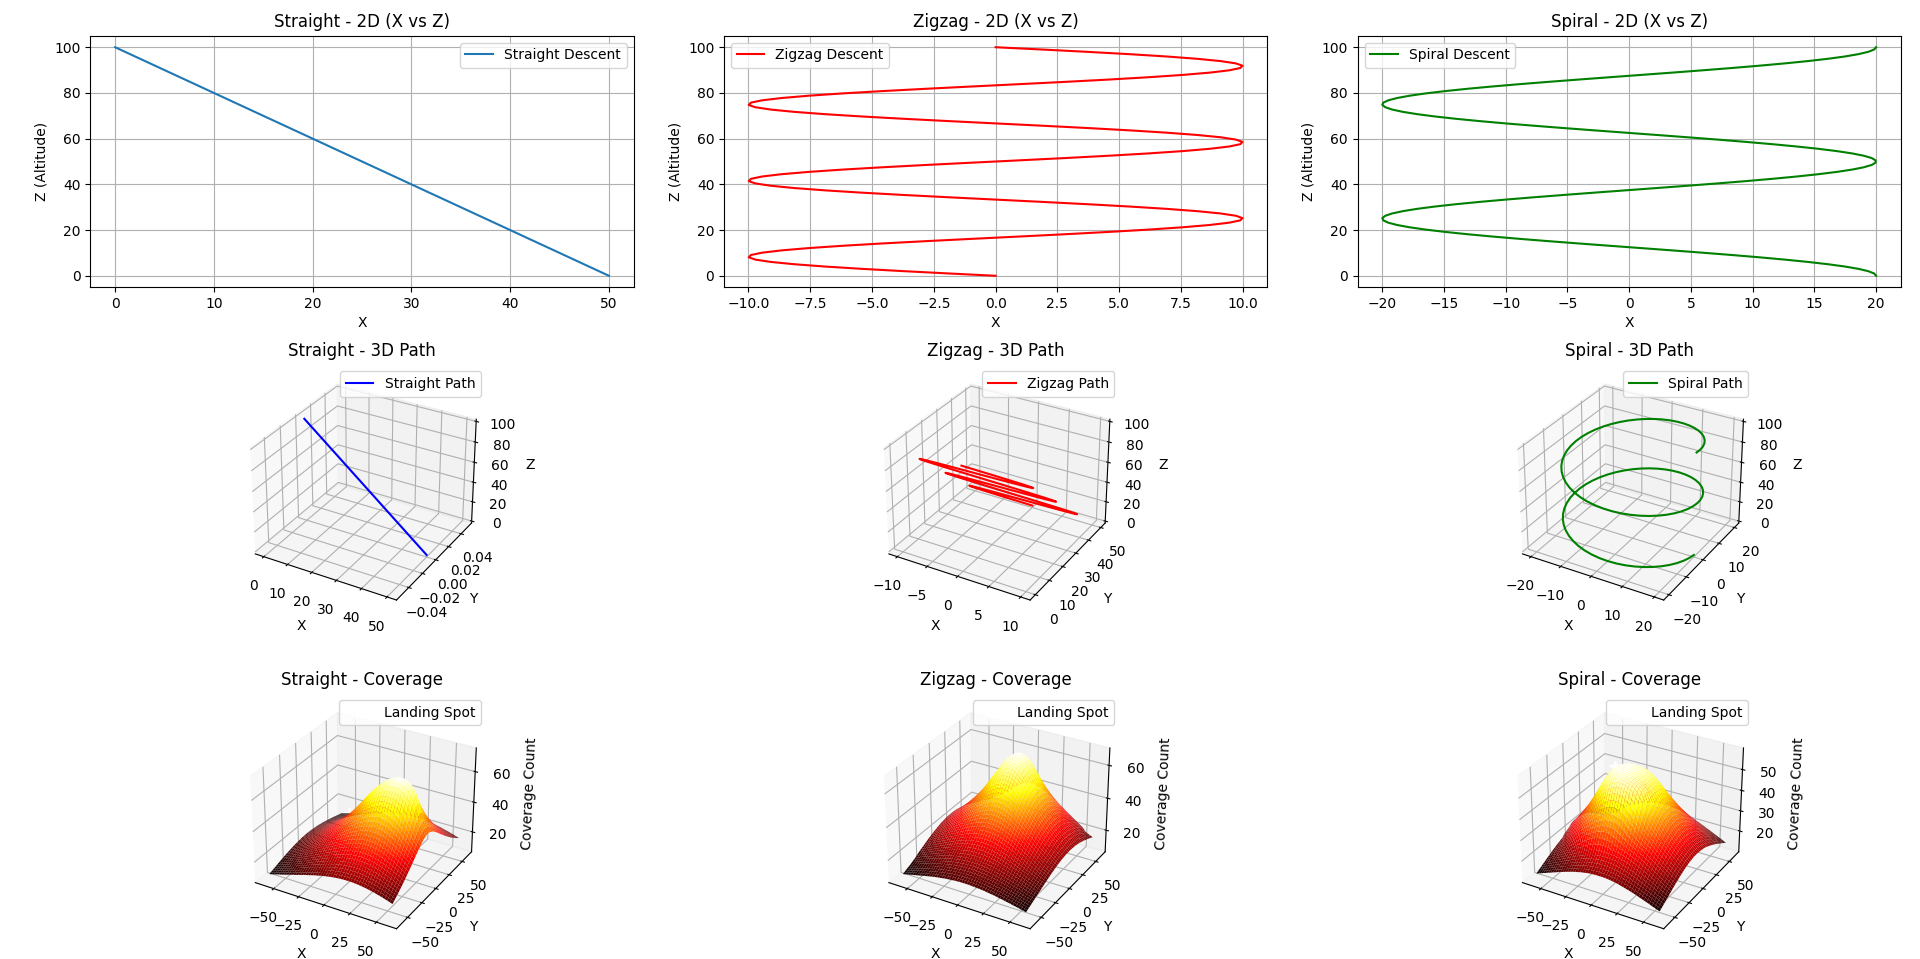 Straight - 2D (X vs Z)
Zigzag - 2D (X vs Z)
Spiral - 2D (X vs Z)
Straight Descent
100
80
60
40
20
0
Z (Altitude)
0 10 20 30 40 50
X
Zigzag Descent
100
80
60
40
20
0
Z (Altitude)
−10.0 −7.5 −5.0 −2.5 0.0 2.5 5.0 7.5 10.0
X
Spiral Descent
100
80
60
40
20
0
Z (Altitude)
−20 −15 −10 −5 0 5 10 15 20
X
Straight - 3D Path
Straight Path
100
80
60
40
20
0
Z
0.04
0.02
0.00
−0.02
−0.04
Y
0 10 20 30 40 50
X
Zigzag - 3D Path
Zigzag Path
100
80
60
40
20
0
Z
50
40
30
20
10
0
Y
−10 −5 0 5 10
X
Spiral - 3D Path
Spiral Path
100
80
60
40
20
0
Z
20
10
0
−10
−20
Y
−20 −10 0 10 20
X
Straight - Coverage
Landing Spot
60
40
20
Coverage Count
50
25
0
−25
−50
Y
−50 −25 0 25 50
X
Zigzag - Coverage
Landing Spot
60
40
20
Coverage Count
50
25
0
−25
−50
Y
−50 −25 0 25 50
X
Spiral - Coverage
Landing Spot
50
40
30
20
Coverage Count
50
25
0
−25
−50
Y
−50 −25 0 25 50
X